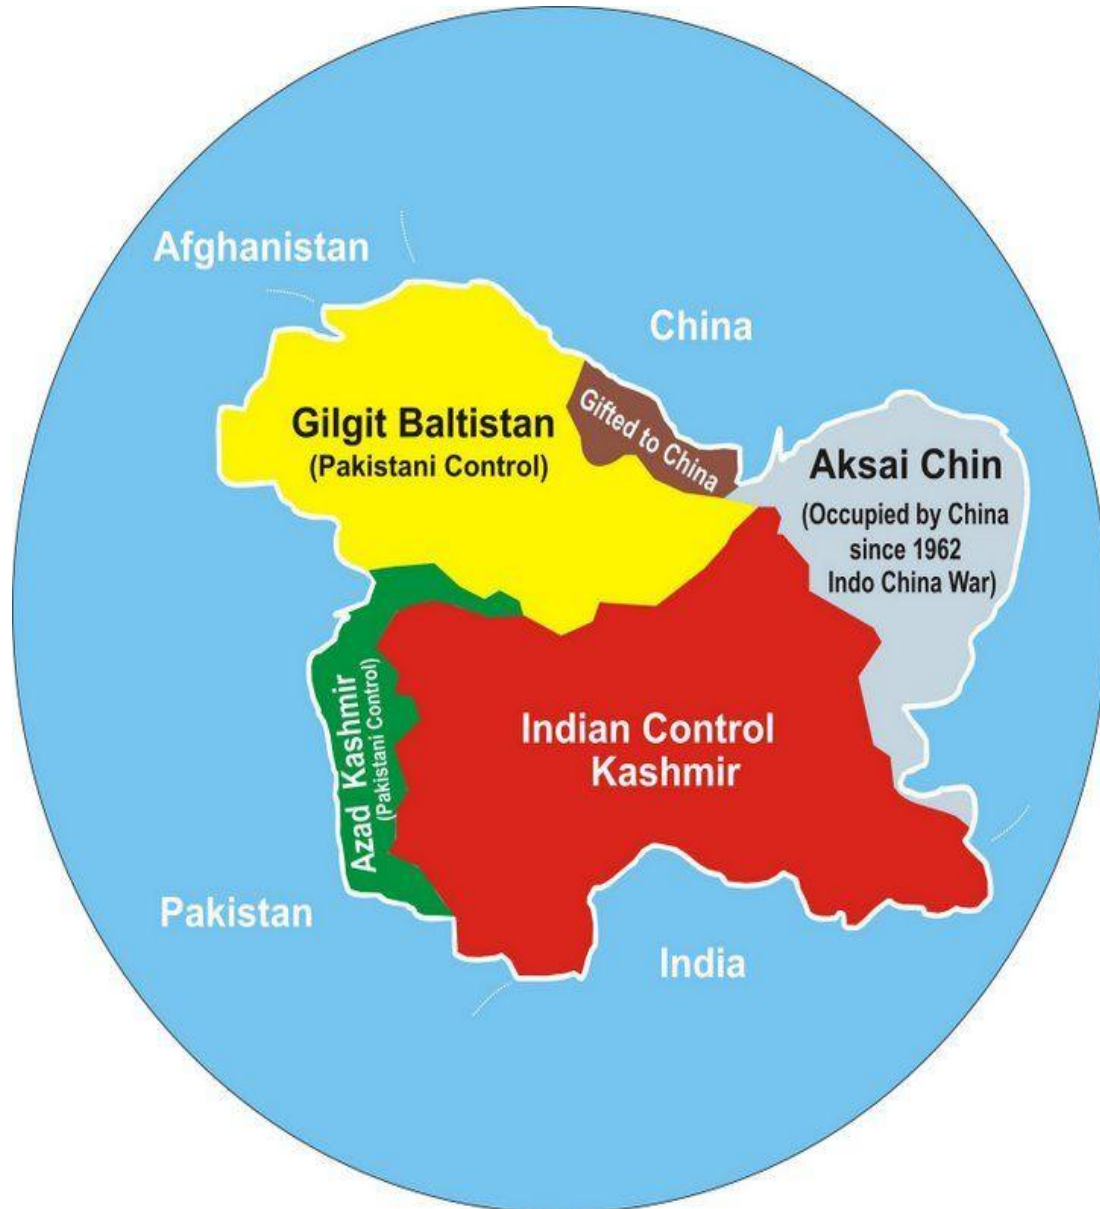 Afghanistan
China
Gifted to China
Gilgit Baltistan
(Pakistani Control)
Aksai Chin
(Occupied by China
since 1962
Indo China War)
Azad Kashmir
(Pakistani Control)
Indian Control
Kashmir
Pakistan
India